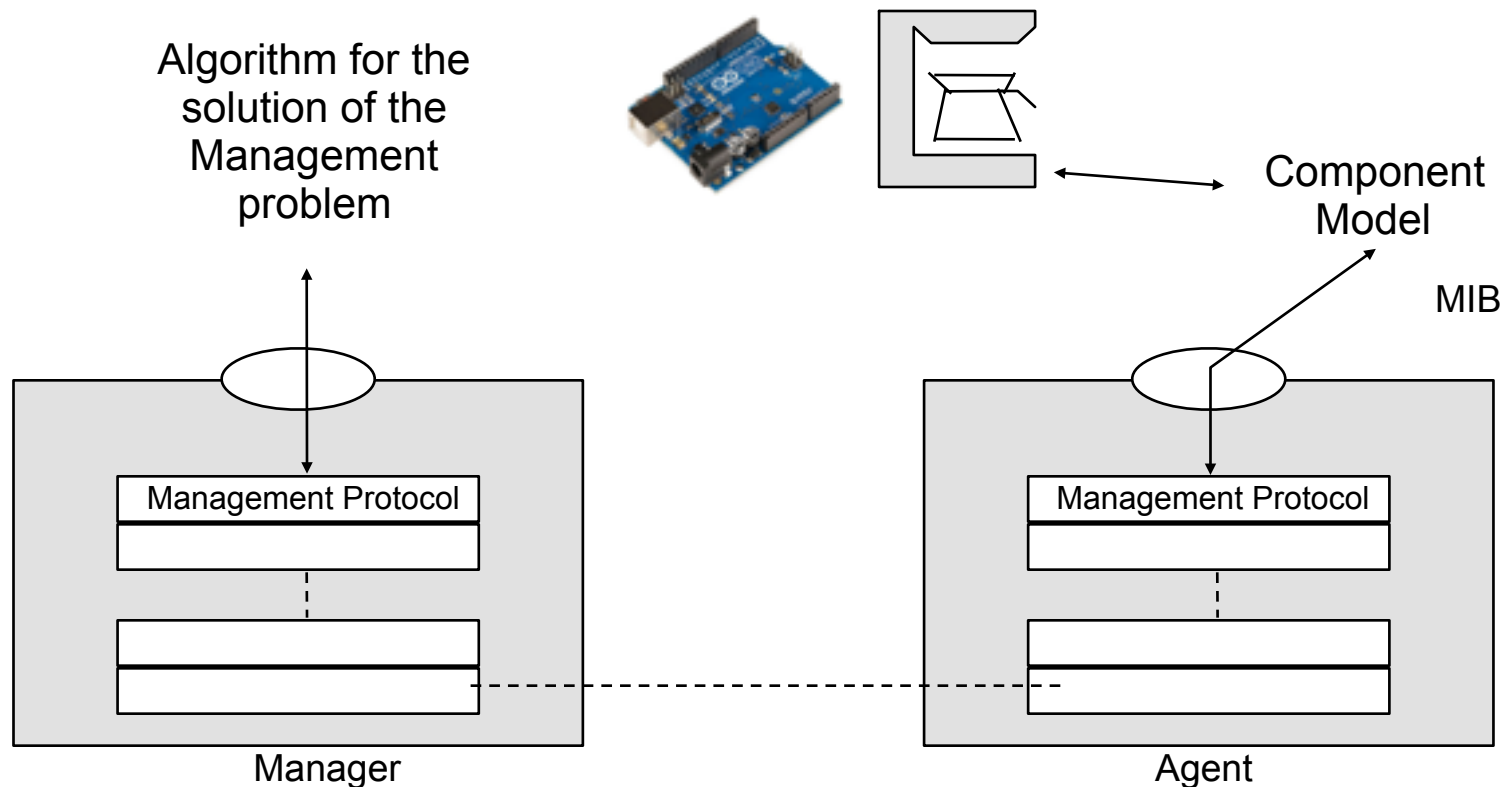 Algorithm for the
solution of the
Management
problem
Component
Model
MIB
Management Protocol
Management Protocol
Manager
Agent